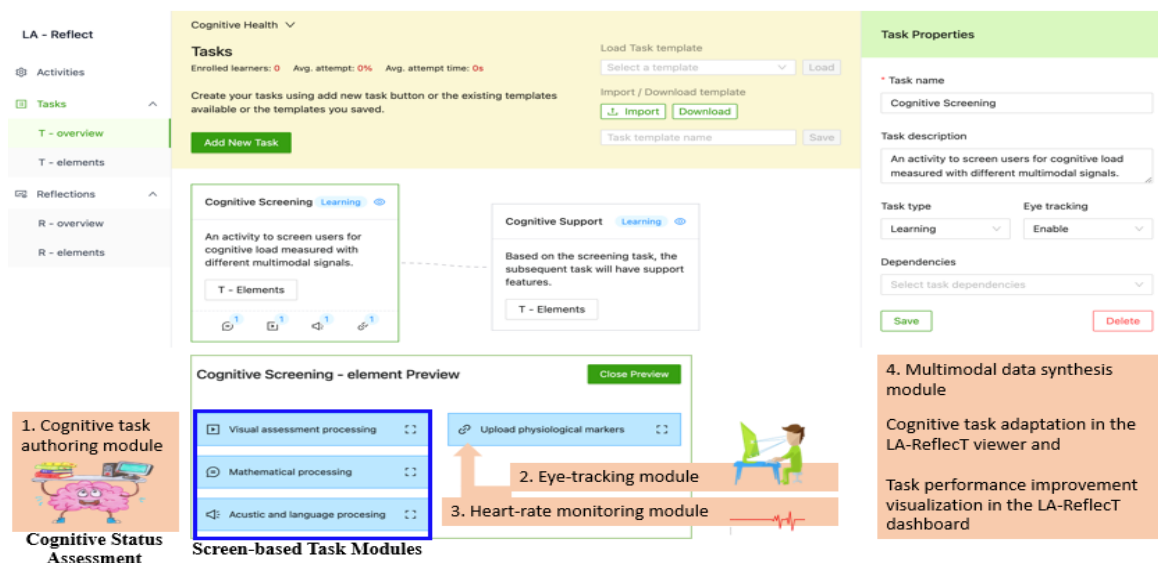 LA - Reflect
Activities
Tasks
T - overview
T - elements
Reflections
R - overview
R - elements
Cognitive Health
Tasks
Enrolled learners: 0 Avg. attempt: 0% Avg. attempt time: 0s
Create your tasks using add new task button or the existing templates
available or the templates you saved.
Add New Task
Load Task template
Select a template
Load
Import / Download template
Import
Download
Task template name
Save
Cognitive Screening Learning
An activity to screen users for
cognitive load measured with
different multimodal signals.
T - Elements
1 1 1 1
Cognitive Support Learning
Based on the screening task, the
subsequent task will have support
features.
T - Elements
Task Properties
* Task name
Cognitive Screening
Task description
An activity to screen users for cognitive load
measured with different multimodal signals.
Task type
Eye tracking
Learning
Enable
Dependencies
Select task dependencies
Save
Delete
Cognitive Screening - element Preview
Close Preview
Visual assessment processing
Mathematical processing
Acustic and language procesing
Upload physiological markers
1. Cognitive task
authoring module
Cognitive Status
Assessment
Screen-based Task Modules
2. Eye-tracking module
3. Heart-rate monitoring module
4. Multimodal data synthesis
module
Cognitive task adaptation in the
LA-ReflecT viewer and
Task performance improvement
visualization in the LA-ReflecT
dashboard